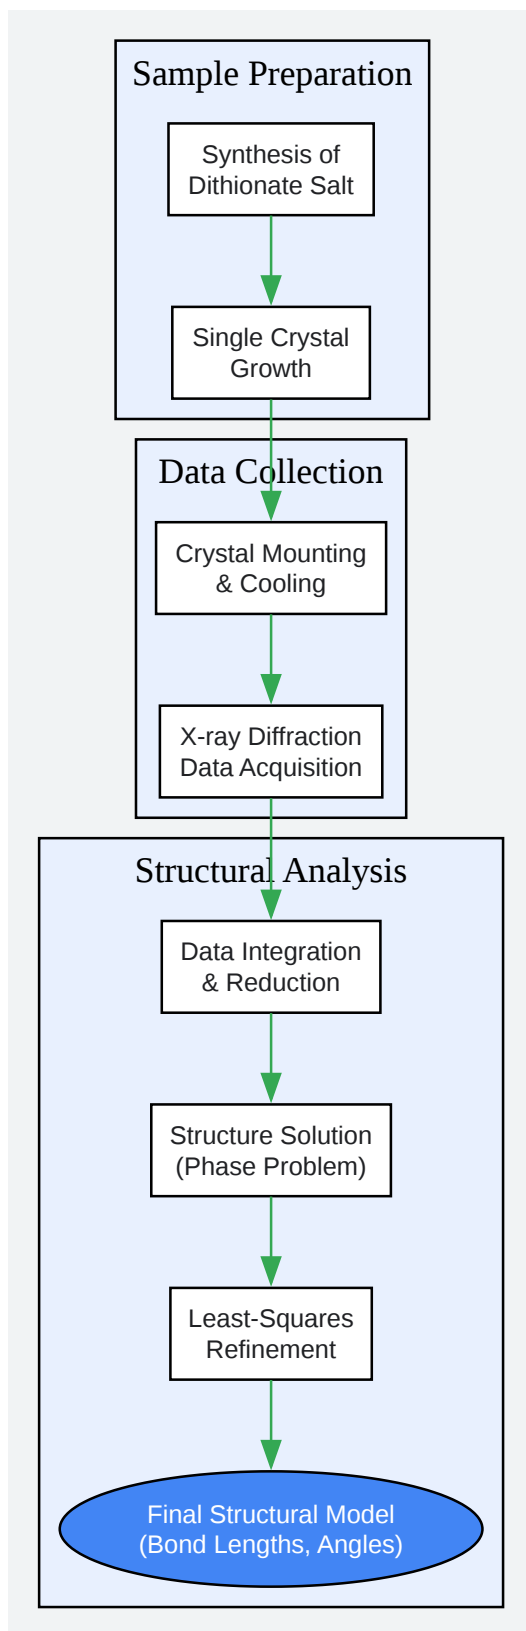 Sample Preparation
Synthesis of
Dithionate Salt
Single Crystal
Growth
Data Collection
Crystal Mounting
& Cooling
X-ray Diffraction
Data Acquisition
Structural Analysis
Data Integration
& Reduction
Structure Solution
(Phase Problem)
Least-Squares
Refinement
Final Structural Model
(Bond Lengths, Angles)